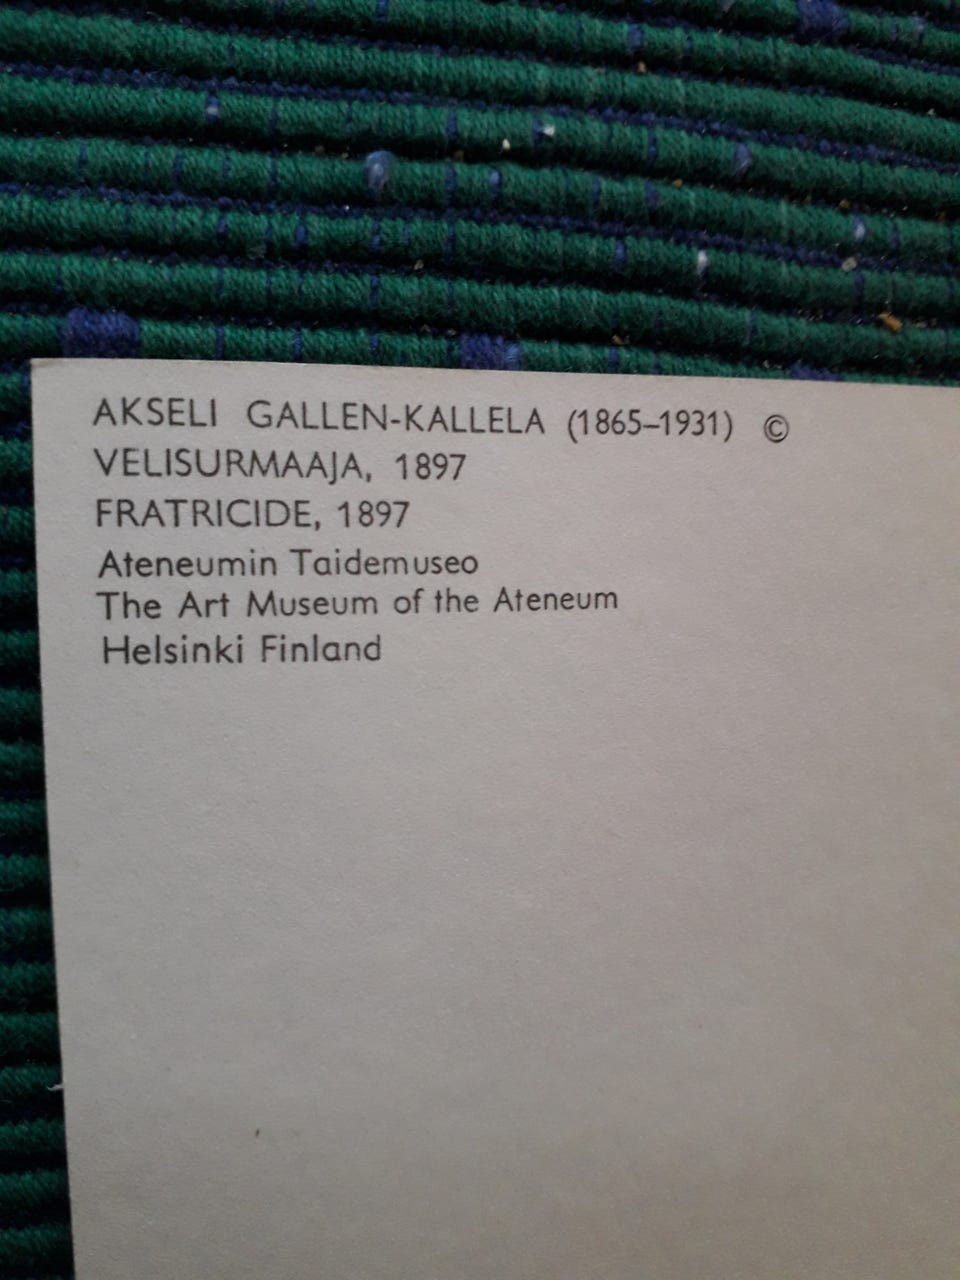 AKSELI GALLEN-KALLELA (1865–1931) ©
VELISURMAAJA, 1897
FRATRICIDE, 1897
Ateneumin Taidemuseo
The Art Museum of the Ateneum
Helsinki Finland